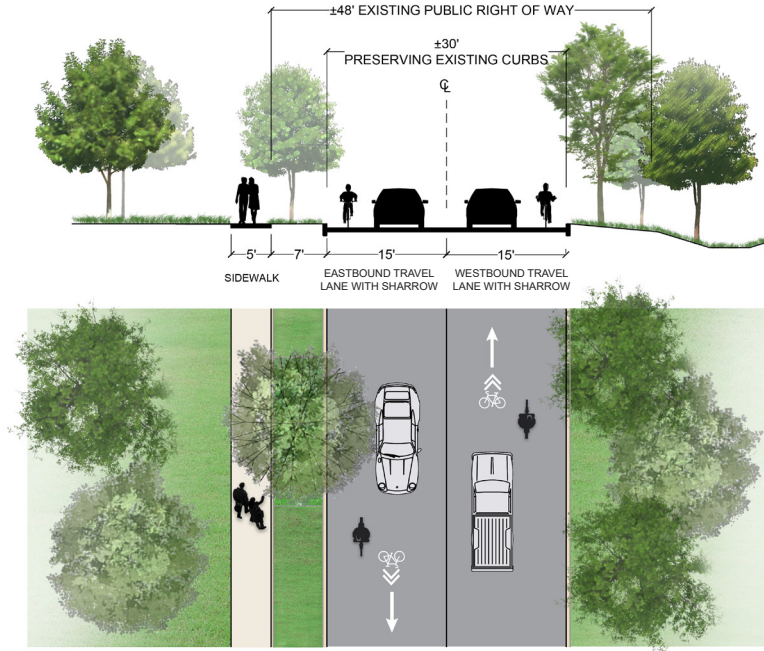 ±48' EXISTING PUBLIC RIGHT OF WAY
±30'
PRESERVING EXISTING CURBS
℄
5'
7'
15'
15'
SIDEWALK
EASTBOUND TRAVEL
LANE WITH SHARROW
WESTBOUND TRAVEL
LANE WITH SHARROW